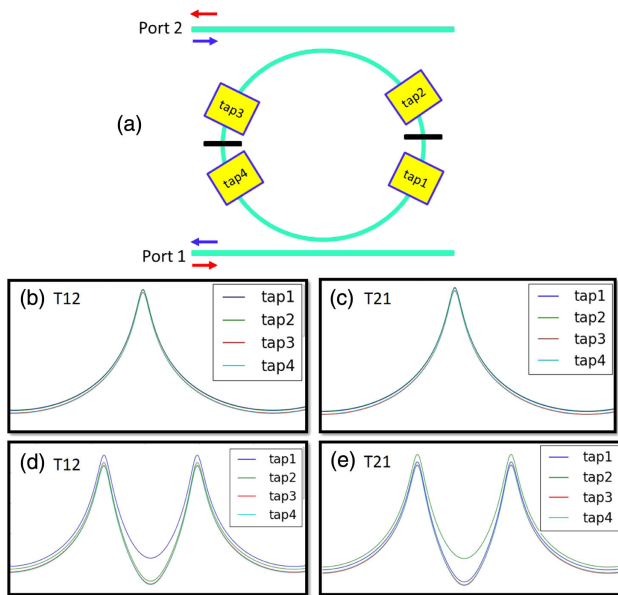 Port 2
tap3
tap2
(a)
tap4
tap1
Port 1
(b) T12
tap1
tap2
tap3
tap4
(c) T21
tap1
tap2
tap3
tap4
(d) T12
tap1
tap2
tap3
tap4
(e) T21
tap1
tap2
tap3
tap4